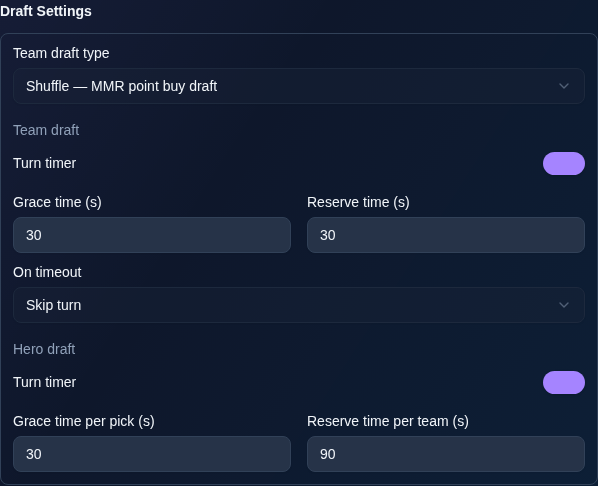 Draft Settings
Team draft type
Shuffle — MMR point buy draft
Team draft
Turn timer
Grace time (s) Reserve time (s)
30 30
On timeout
Skip turn
Hero draft
Turn timer
Grace time per pick (s) Reserve time per team (s)
30 90